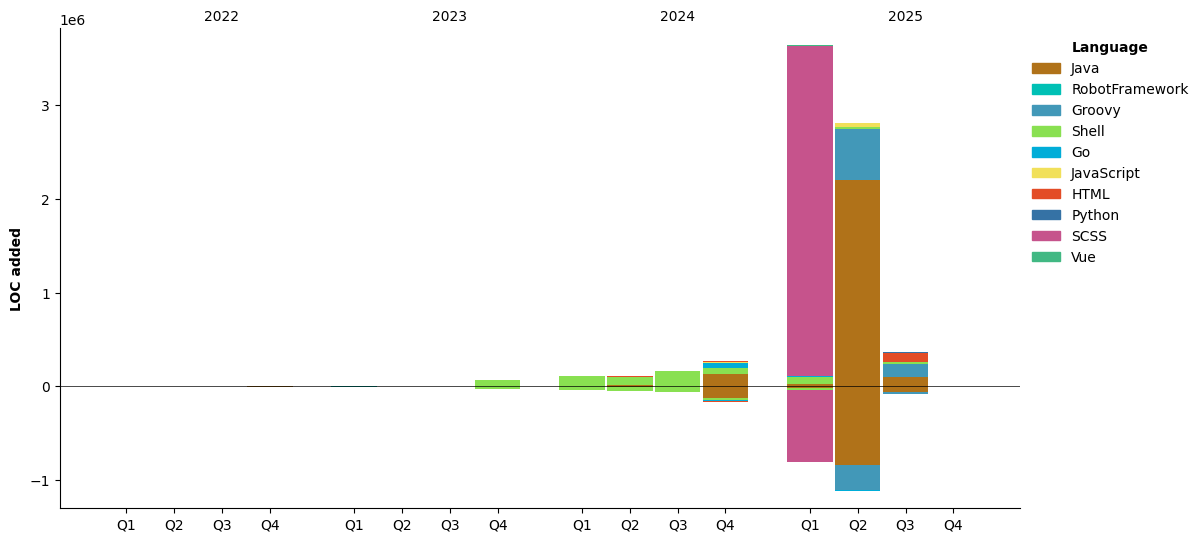 2022 2023 2024 2025
1e6
Language
Java
RobotFramework
Groovy
Shell
Go
JavaScript
HTML
Python
SCSS
Vue
LOC added
3
2
1
0
−1
Q1 Q2 Q3 Q4 Q1 Q2 Q3 Q4 Q1 Q2 Q3 Q4 Q1 Q2 Q3 Q4